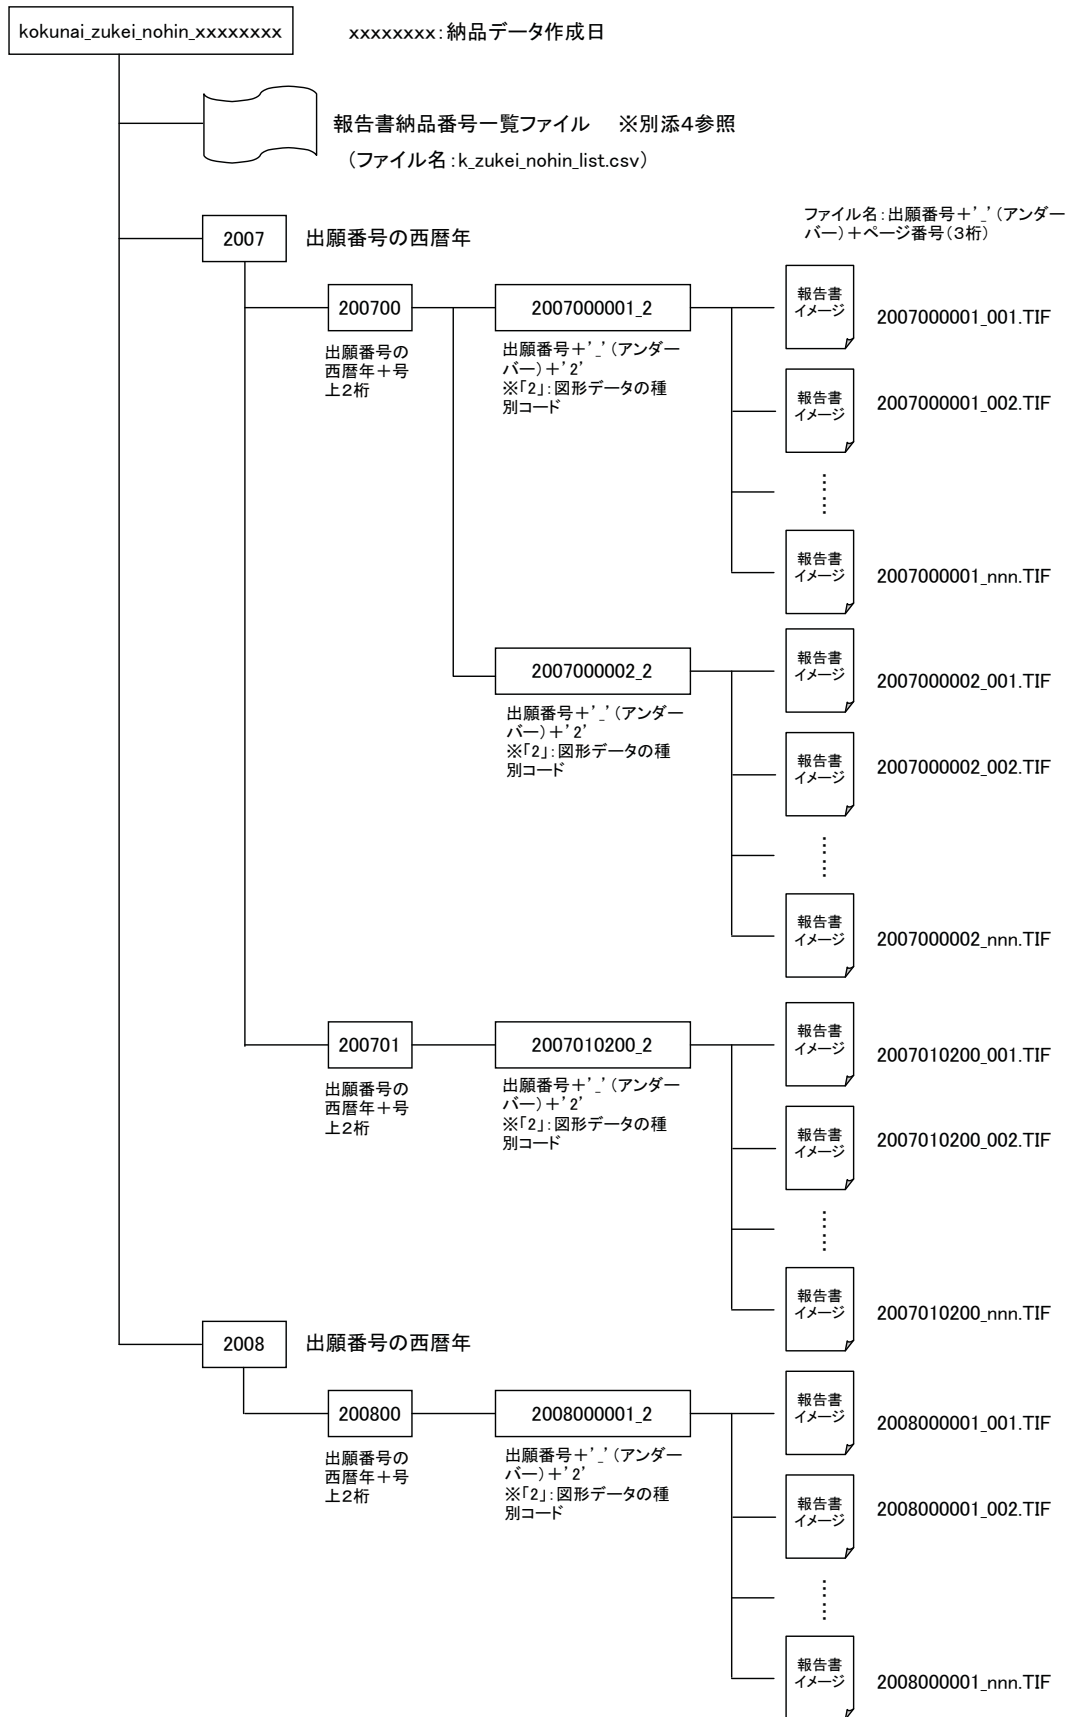 kokunai_zukei_nohin_xxxxxxxx
xxxxxxxx：納品データ作成日
報告書納品番号一覧ファイル　※別添4参照
（ファイル名：k_zukei_nohin_list.csv）
ファイル名：出願番号＋’_’（アンダー
バー）＋ページ番号（3桁）
2007
出願番号の西暦年
200700
出願番号の
西暦年＋号
上2桁
2007000001_2
出願番号＋’_’（アンダー
バー）＋’2’
※「2」：図形データの種
別コード
報告書
イメージ
2007000001_001.TIF
報告書
イメージ
2007000001_002.TIF
報告書
イメージ
2007000001_nnn.TIF
2007000002_2
出願番号＋’_’（アンダー
バー）＋’2’
※「2」：図形データの種
別コード
報告書
イメージ
2007000002_001.TIF
報告書
イメージ
2007000002_002.TIF
報告書
イメージ
2007000002_nnn.TIF
200701
出願番号の
西暦年＋号
上2桁
2007010200_2
出願番号＋’_’（アンダー
バー）＋’2’
※「2」：図形データの種
別コード
報告書
イメージ
2007010200_001.TIF
報告書
イメージ
2007010200_002.TIF
報告書
イメージ
2007010200_nnn.TIF
2008
出願番号の西暦年
200800
出願番号の
西暦年＋号
上2桁
2008000001_2
出願番号＋’_’（アンダー
バー）＋’2’
※「2」：図形データの種
別コード
報告書
イメージ
2008000001_001.TIF
報告書
イメージ
2008000001_002.TIF
報告書
イメージ
2008000001_nnn.TIF